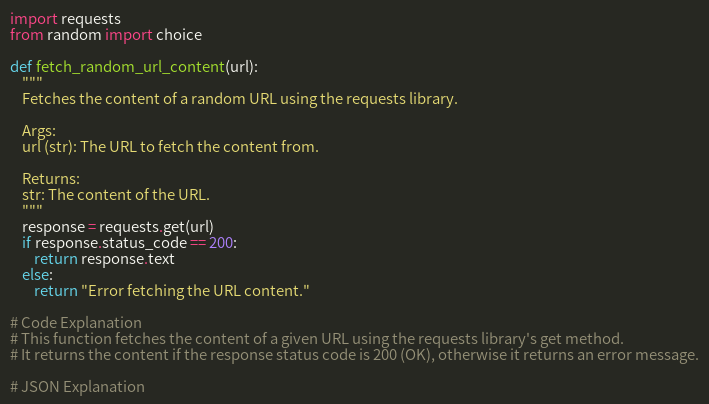 import requests
from random import choice

def fetch_random_url_content(url):
    """
    Fetches the content of a random URL using the requests library.

    Args:
    url (str): The URL to fetch the content from.

    Returns:
    str: The content of the URL.
    """
    response = requests.get(url)
    if response.status_code == 200:
        return response.text
    else:
        return "Error fetching the URL content."

# Code Explanation
# This function fetches the content of a given URL using the requests library's get method.
# It returns the content if the response status code is 200 (OK), otherwise it returns an error message.

# JSON Explanation